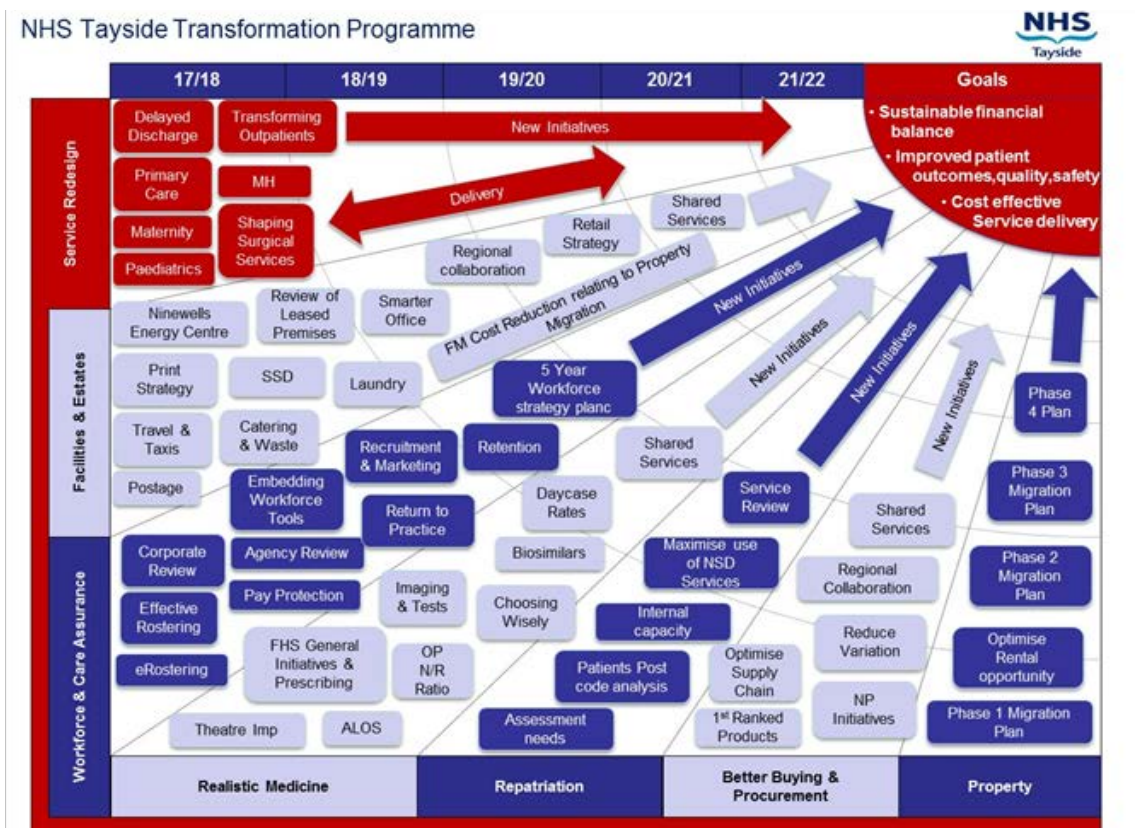 NHS Tayside Transformation Programme
NHS
Tayside
17/18
18/19
19/20
20/21
21/22
Goals
• Sustainable financial
balance
• Improved patient
outcomes,quality,safety
• Cost effective
Service delivery
Service Redesign
Delayed
Discharge
Transforming
Outpatients
New Initiatives
Primary
Care
MH
Delivery
Maternity
Shaping
Surgical
Services
Paediatrics
Shared
Services
Retail
Strategy
Regional
collaboration
FM Cost Reduction relating to Property
Migration
New Initiatives
Facilities & Estates
Ninewells
Energy Centre
Review of
Leased
Premises
Smarter
Office
Print
Strategy
SSD
Laundry
5 Year
Workforce
strategy planc
New Initiatives
New Initiatives
New Initiatives
Phase
4 Plan
Travel &
Taxis
Catering
& Waste
Recruitment
& Marketing
Retention
Shared
Services
Postage
Embedding
Workforce
Tools
Return to
Practice
Daycase
Rates
Service
Review
Shared
Services
Phase 3
Migration
Plan
Workforce & Care Assurance
Corporate
Review
Agency Review
Biosimilars
Maximise use
of NSD
Services
Regional
Collaboration
Phase 2
Migration
Plan
Effective
Rostering
Pay Protection
Imaging
& Tests
Choosing
Wisely
Internal
capacity
Reduce
Variation
Optimise
Rental
opportunity
eRostering
FHS General
Initiatives &
Prescribing
OP
N/R
Ratio
Patients Post
code analysis
Optimise
Supply
Chain
NP
Initiatives
Phase 1 Migration
Plan
Theatre Imp
ALOS
Assessment
needs
1st Ranked
Products
Realistic Medicine
Repatriation
Better Buying &
Procurement
Property